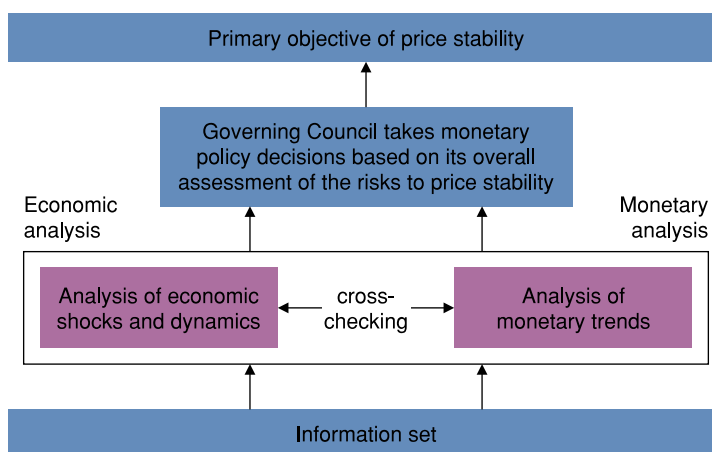 Primary objective of price stability
Governing Council takes monetary
policy decisions based on its overall
assessment of the risks to price stability
Economic
analysis
Monetary
analysis
Analysis of economic
shocks and dynamics
cross-
checking
Analysis of
monetary trends
Information set